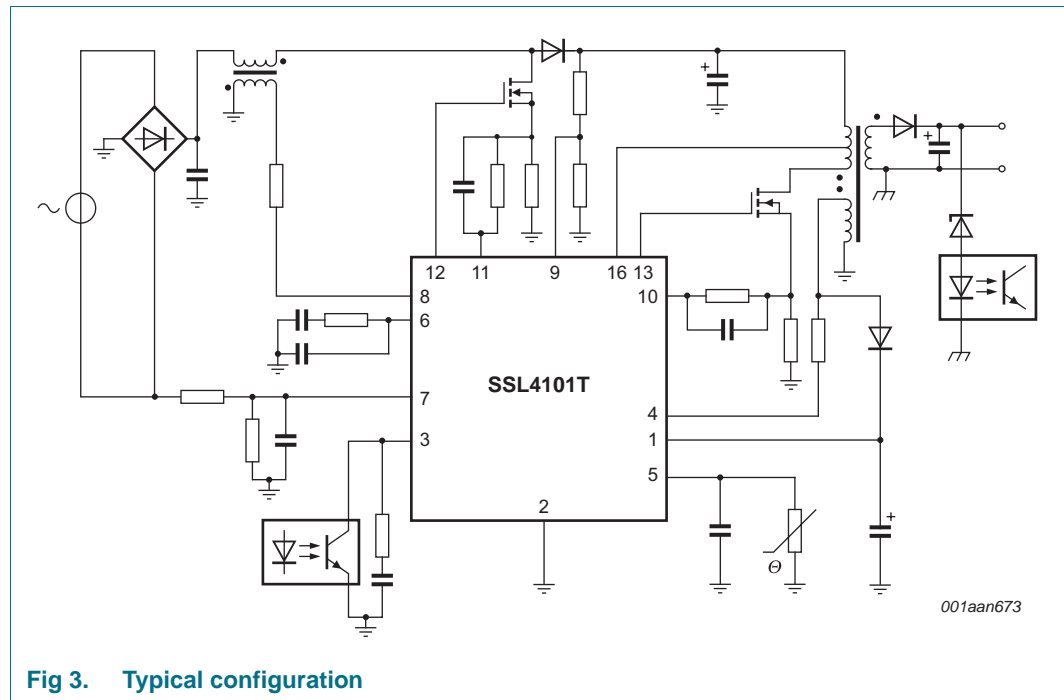 12 11 9 16 13
8 10
6
SSL4101T
7
4
3
1
5
2
+
+
+
Θ
001aan673
Fig 3. Typical configuration